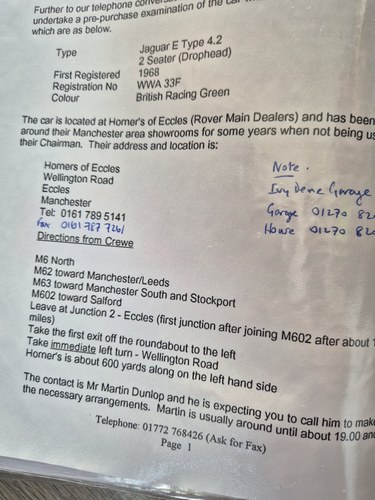 Further to our telephone
undertake a pre-purchase examination of the car
which are as below.
Type Jaguar E Type 4.2
2 Seater (Drophead)
First Registered 1968
Registration No WWA 33F
Colour British Racing Green
The car is located at Horner's of Eccles (Rover Main Dealers) and has been
around their Manchester area showrooms for some years when not being
their Chairman. Their address and location is:
Horners of Eccles
Wellington Road
Eccles
Manchester
Tel: 0161 789 5141
Fax 0161 787 7261
Directions from Crewe
Note.
Ivy Dene Garage
Garage 01270
House 01270
M6 North
M62 toward Manchester/Leeds
M63 toward Manchester South and Stockport
M602 toward Salford
Leave at Junction 2 - Eccles (first junction after joining M602 after about
miles)
Take the first exit off the roundabout to the left
Take immediate left turn - Wellington Road
Horner's is about 600 yards along on the left hand side
The contact is Mr Martin Dunlop and he is expecting you to call him to
the necessary arrangements. Martin is usually around until about 19.00
Telephone: 01772 768426 (Ask for Fax)
Page 1